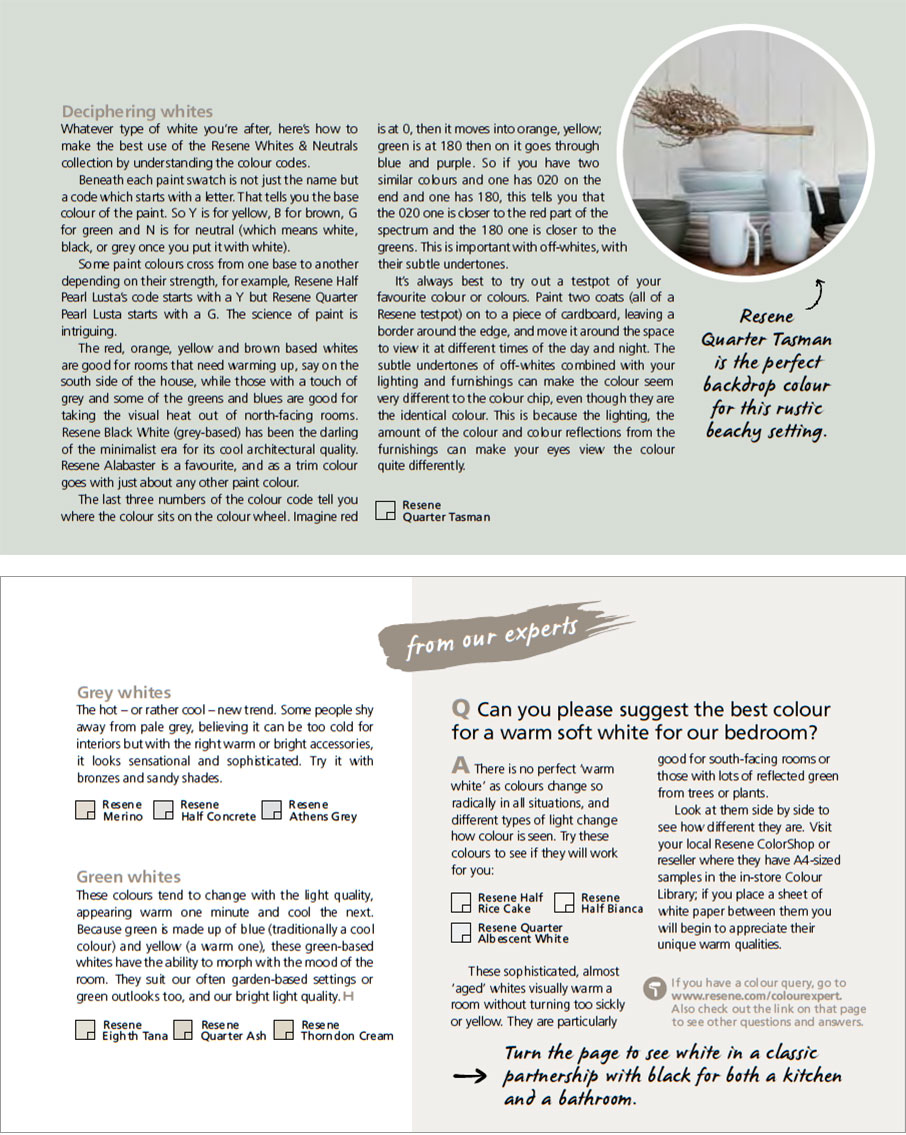 Deciphering whites
Whatever type of white you're after, here's how to
make the best use of the Resene Whites & Neutrals
collection by understanding the colour codes.
Beneath each paint swatch is not just the name but
a code which starts with a letter. That tells you the base
colour of the paint. So Y is for yellow, B for brown, G
for green and N is for neutral (which means white,
black, or grey once you put it with white).
Some paint colours cross from one base to another
depending on their strength, for example, Resene Half
Pearl Lusta's code starts with a Y but Resene Quarter
Pearl Lusta starts with a G. The science of paint is
intriguing.
The red, orange, yellow and brown based whites
are good for rooms that need warming up, say on the
south side of the house, while those with a touch of
grey and some of the greens and blues are good for
taking the visual heat out of north-facing rooms.
Resene Black White (grey-based) has been the darling
of the minimalist era for its cool architectural quality.
Resene Alabaster is a favourite, and as a trim colour
goes with just about any other paint colour.
The last three numbers of the colour code tell you
where the colour sits on the colour wheel. Imagine red
is at 0, then it moves into orange, yellow;
green is at 180 then on it goes through
blue and purple. So if you have two
similar colours and one has 020 on the
end and one has 180, this tells you that
the 020 one is closer to the red part of the
spectrum and the 180 one is closer to the
greens. This is important with off-whites, with
their subtle undertones.
It's always best to try out a testpot of your
favourite colour or colours. Paint two coats (all of a
Resene testpot) on to a piece of cardboard, leaving a
border around the edge, and move it around the space
to view it at different times of the day and night. The
subtle undertones of off-whites combined with your
lighting and furnishings can make the colour seem
very different to the colour chip, even though they are
the identical colour. This is because the lighting, the
amount of the colour and colour reflections from the
furnishings can make your eyes view the colour
quite differently.
Resene
Quarter Tasman
Resene
Quarter Tasman
is the perfect
backdrop colour
for this rustic
beachy setting.
from our experts
Grey whites
The hot – or rather cool – new trend. Some people shy
away from pale grey, believing it can be too cold for
interiors but with the right warm or bright accessories,
it looks sensational and sophisticated. Try it with
bronzes and sandy shades.
Resene
Merino
Resene
Half Concrete
Resene
Athens Grey
Green whites
These colours tend to change with the light quality,
appearing warm one minute and cool the next.
Because green is made up of blue (traditionally a cool
colour) and yellow (a warm one), these green-based
whites have the ability to morph with the mood of the
room. They suit our often garden-based settings or
green outlooks too, and our bright light quality. H
Resene
Eighth Tana
Resene
Quarter Ash
Resene
Thorndon Cream
Q Can you please suggest the best colour
for a warm soft white for our bedroom?
A There is no perfect 'warm
white' as colours change so
radically in all situations, and
different types of light change
how colour is seen. Try these
colours to see if they will work
for you:
Resene Half
Rice Cake
Resene
Half Bianca
Resene Quarter
Albescent White
These sophisticated, almost
'aged' whites visually warm a
room without turning too sickly
or yellow. They are particularly
good for south-facing rooms or
those with lots of reflected green
from trees or plants.
Look at them side by side to
see how different they are. Visit
your local Resene ColorShop or
reseller where they have A4-sized
samples in the in-store Colour
Library; if you place a sheet of
white paper between them you
will begin to appreciate their
unique warm qualities.
If you have a colour query, go to
www.resene.com/colourexpert.
Also check out the link on that page
to see other questions and answers.
Turn the page to see white in a classic
partnership with black for both a kitchen
and a bathroom.